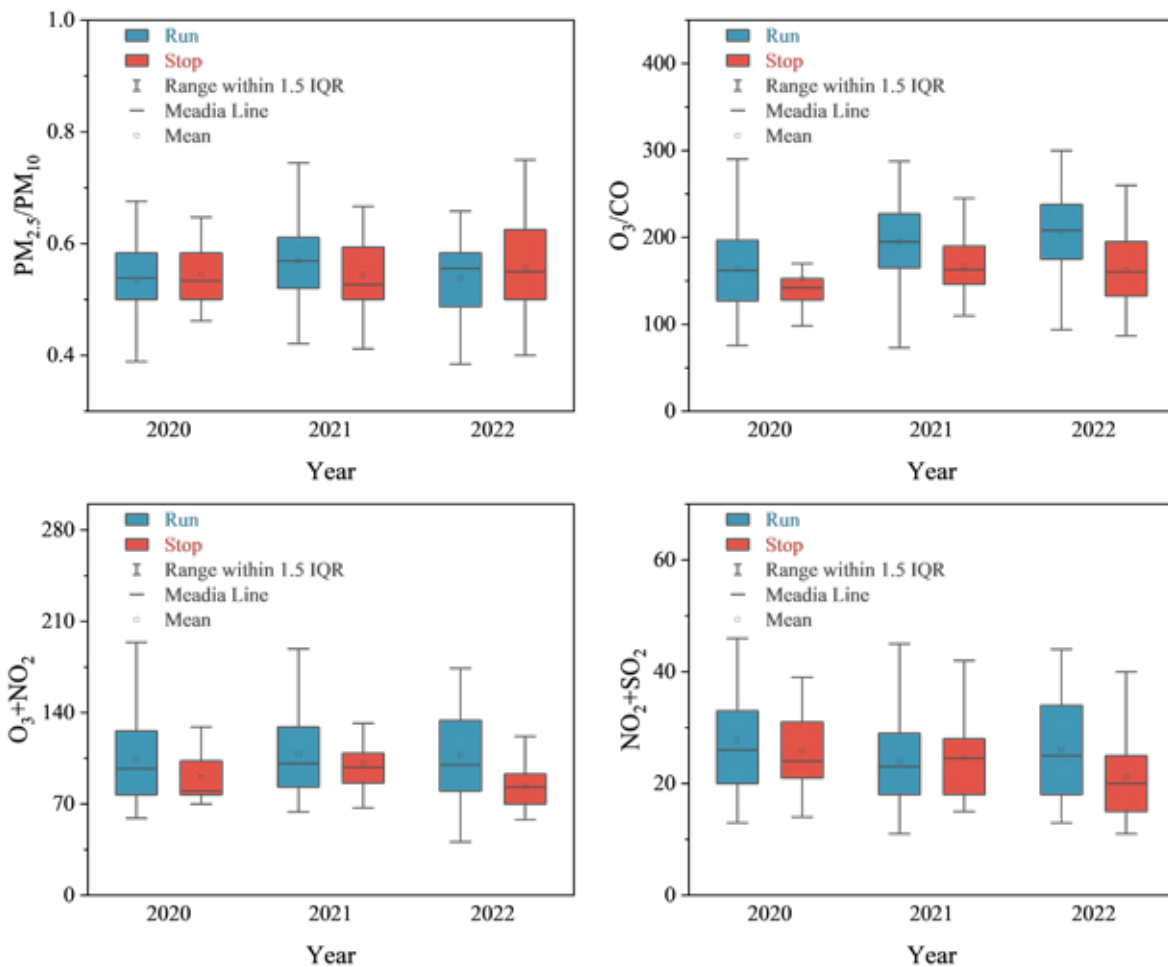 1.0
0.8
0.6
0.4
PM2.5/PM10
Run
Stop
Range within 1.5 IQR
Meadia Line
Mean
2020 2021 2022
Year
400
300
200
100
0
O3/CO
Run
Stop
Range within 1.5 IQR
Meadia Line
Mean
2020 2021 2022
Year
280
210
140
70
0
O3+NO2
Run
Stop
Range within 1.5 IQR
Meadia Line
Mean
2020 2021 2022
Year
60
40
20
0
NO2+SO2
Run
Stop
Range within 1.5 IQR
Meadia Line
Mean
2020 2021 2022
Year